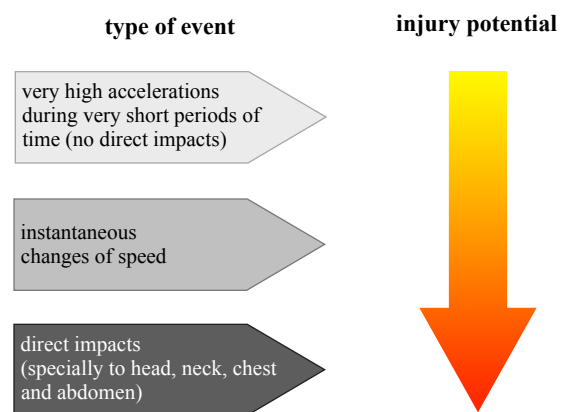 type of event
injury potential
very high accelerations
during very short periods of
time (no direct impacts)
instantaneous
changes of speed
direct impacts
(specially to head, neck, chest
and abdomen)